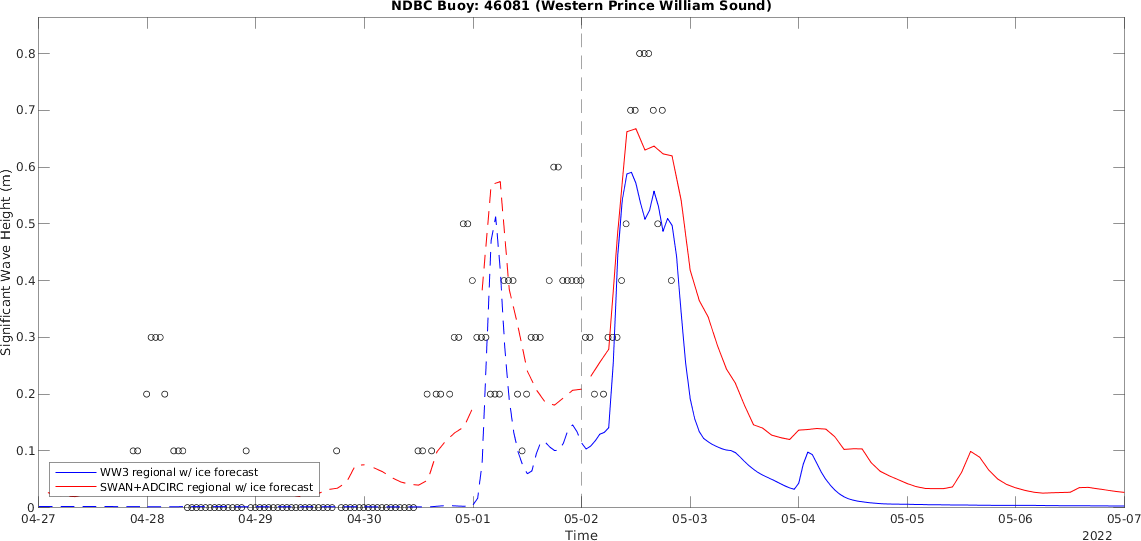 NDBC Buoy: 46081 (Western Prince William Sound)
Significant Wave Height (m)
0.8
0.7
0.6
0.5
0.4
0.3
0.2
0.1
0
WW3 regional w/ ice forecast
SWAN+ADCIRC regional w/ ice forecast
04-27 04-28 04-29 04-30 05-01 05-02 05-03 05-04 05-05 05-06 05-07
Time
2022